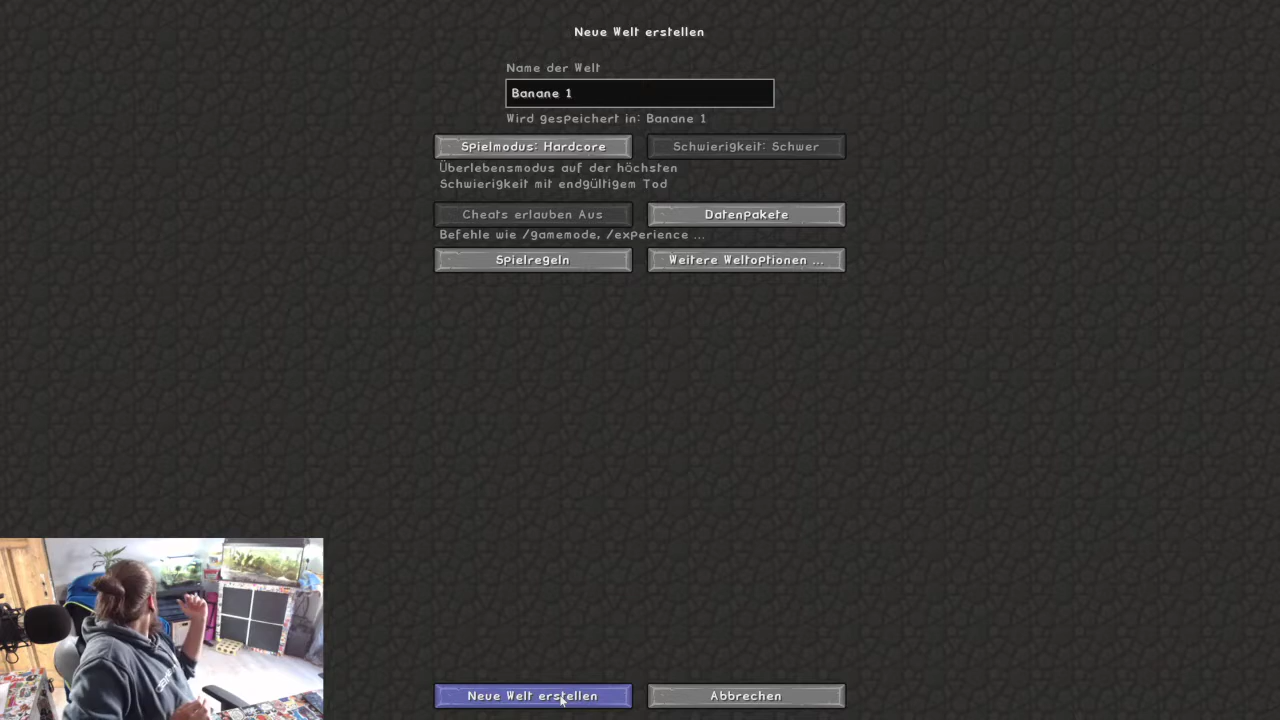 Neue Welt erstellen
Name der Welt
Banane 1
Wird gespeichert in: Banane 1
Spielmodus: Hardcore
Schwierigkeit: Schwer
Überlebensmodus auf der höchsten
Schwierigkeit mit endgültigem Tod
Cheats erlauben Aus
Datenpakete
Befehle wie /gamemode, /experience ...
Spielregeln
Weitere Weltoptionen ...
Neue Welt erstellen
Abbrechen